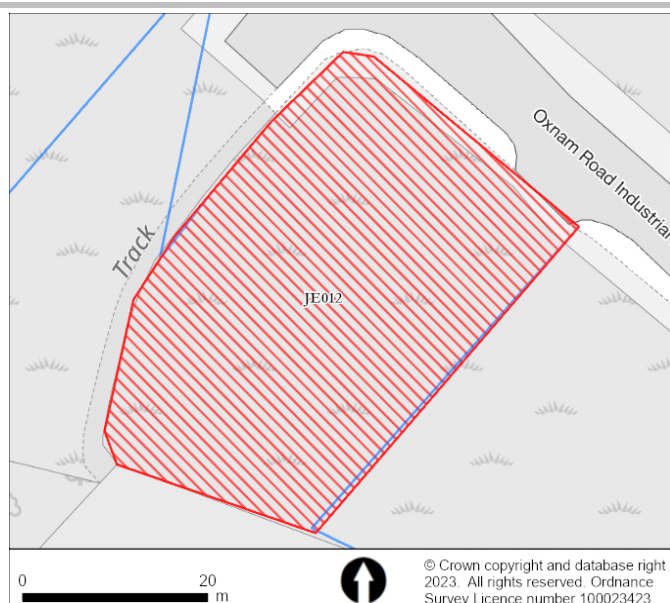 Oxnam Road Industrial
Track
JE012
0 20
m
© Crown copyright and database right
2023. All rights reserved. Ordnance
Survey Licence number 100023423